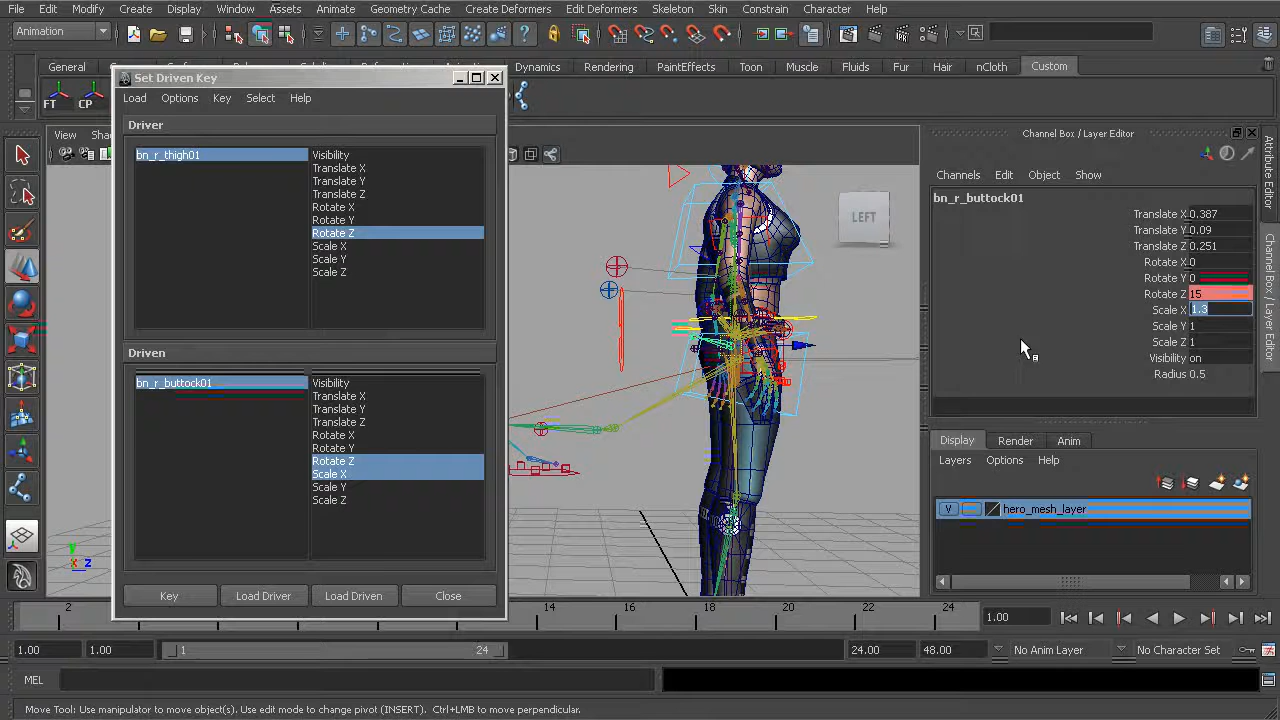 File Edit Modify Create Display Window Assets Animate Geometry Cache Create Deformers Edit Deformers Skeleton Skin Constrain Character Help
Animation
General
Dynamics Rendering PaintEffects Toon Muscle Fluids Fur Hair nCloth Custom
FT CP
Set Driven Key
Load Options Key Select Help
Driver
bn_r_thigh01
Visibility
Translate X
Translate Y
Translate Z
Rotate X
Rotate Y
Rotate Z
Scale X
Scale Y
Scale Z
Driven
bn_r_buttock01
Visibility
Translate X
Translate Y
Translate Z
Rotate X
Rotate Y
Rotate Z
Scale X
Scale Y
Scale Z
Key Load Driver Load Driven Close
View
LEFT
y
x z
Channel Box / Layer Editor
Channels Edit Object Show
bn_r_buttock01
Translate X 0.387
Translate Y 0.09
Translate Z 0.251
Rotate X 0
Rotate Y 0
Rotate Z 15
Scale X 1.3
Scale Y 1
Scale Z 1
Visibility on
Radius 0.5
Display Render Anim
Layers Options Help
V hero_mesh_layer
Attribute Editor
Channel Box / Layer Editor
2 14 16 18 20 22 24 1.00
1.00 1.00 1 24 24.00 48.00 No Anim Layer No Character Set
MEL
Move Tool: Use manipulator to move object(s). Use edit mode to change pivot (INSERT). Ctrl+LMB to move perpendicular.